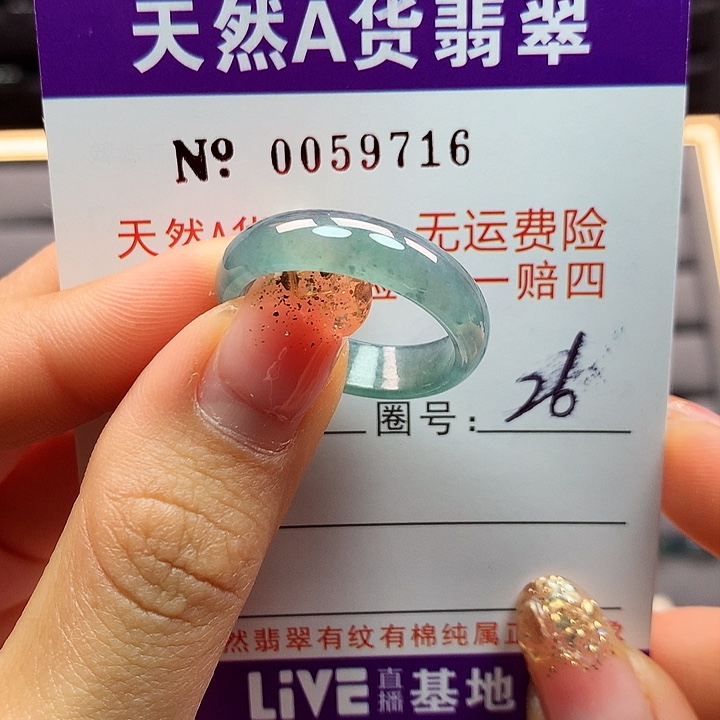 天然A货翡翠
No. 0059716
天然A货 无运费险
一赔四
圈号: 26
然翡翠有纹有棉纯属正
LiVE 直播 基地